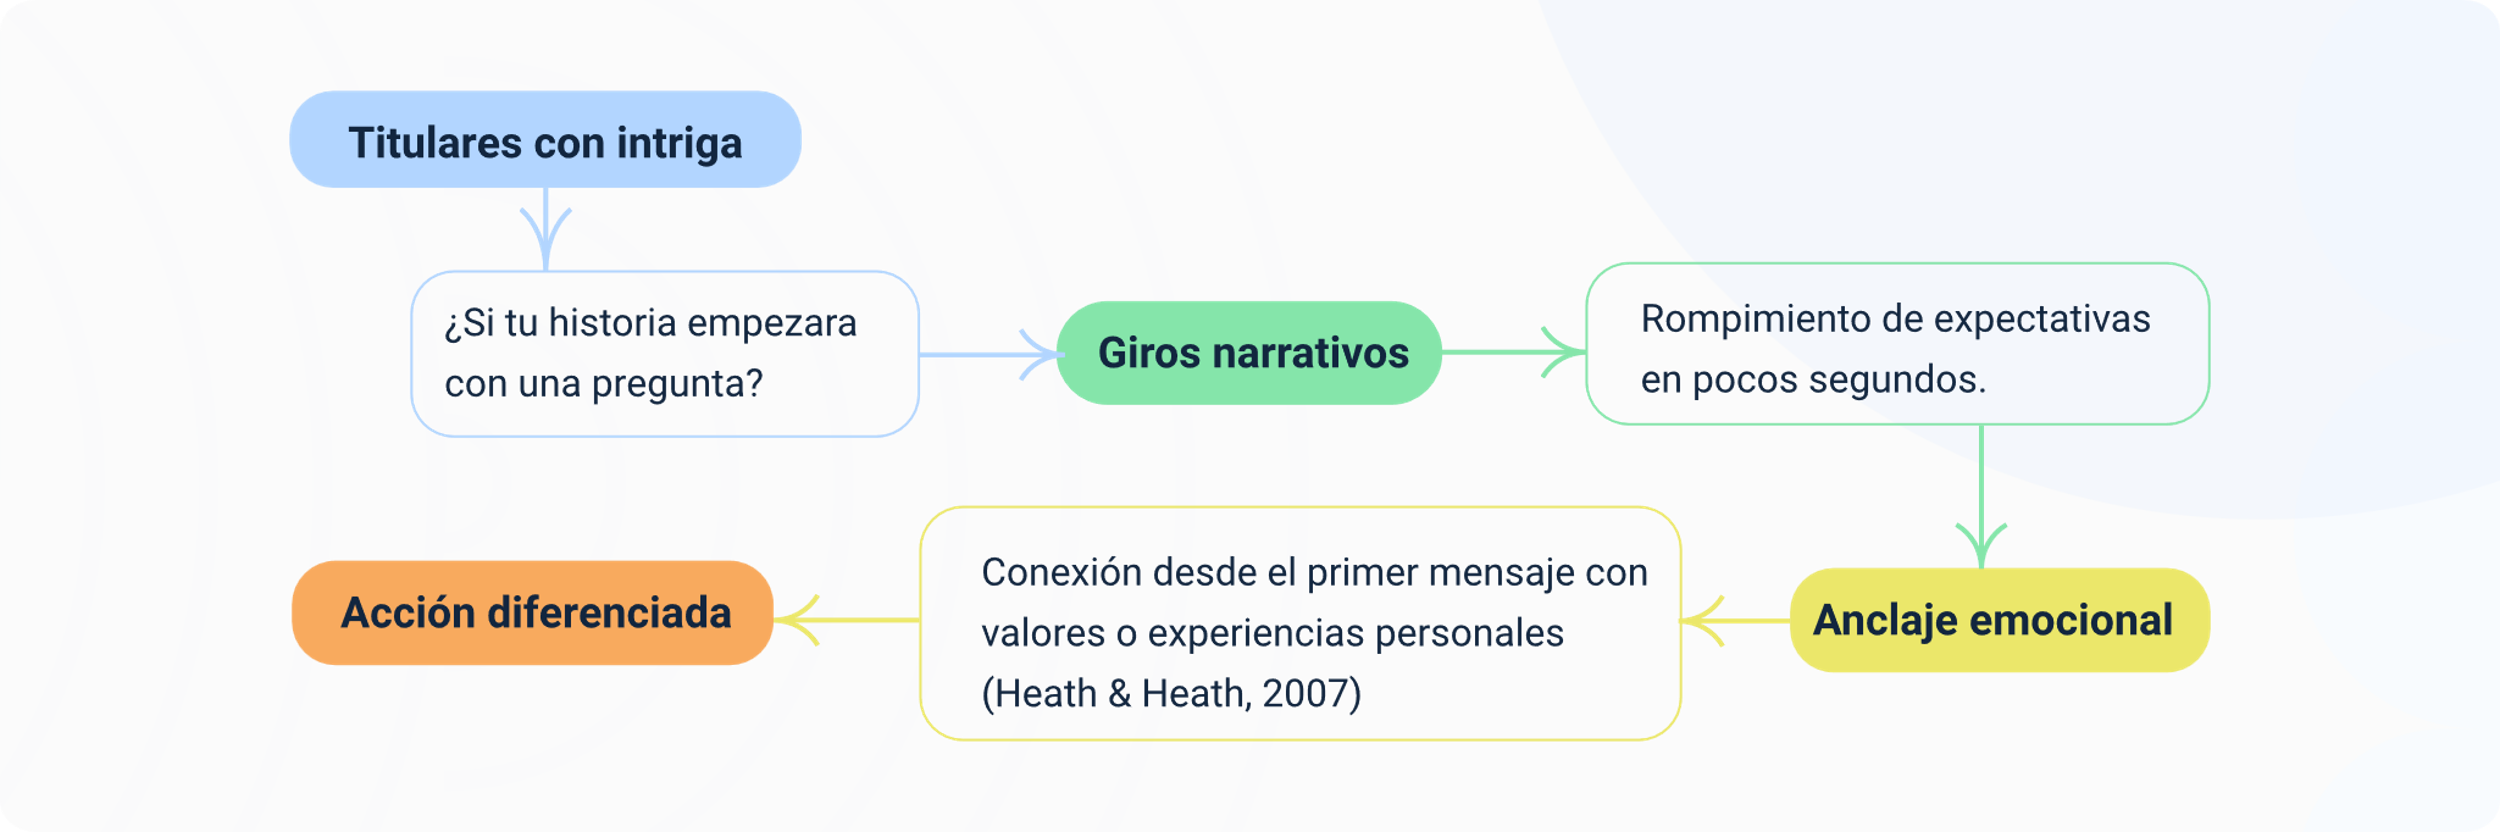 Titulares con intriga
¿Si tu historia empezara
con una pregunta?
Giros narrativos
Rompimiento de expectativas
en pocos segundos.
Anclaje emocional
Conexión desde el primer mensaje con
valores o experiencias personales
(Heath & Heath, 2007)
Acción diferenciada